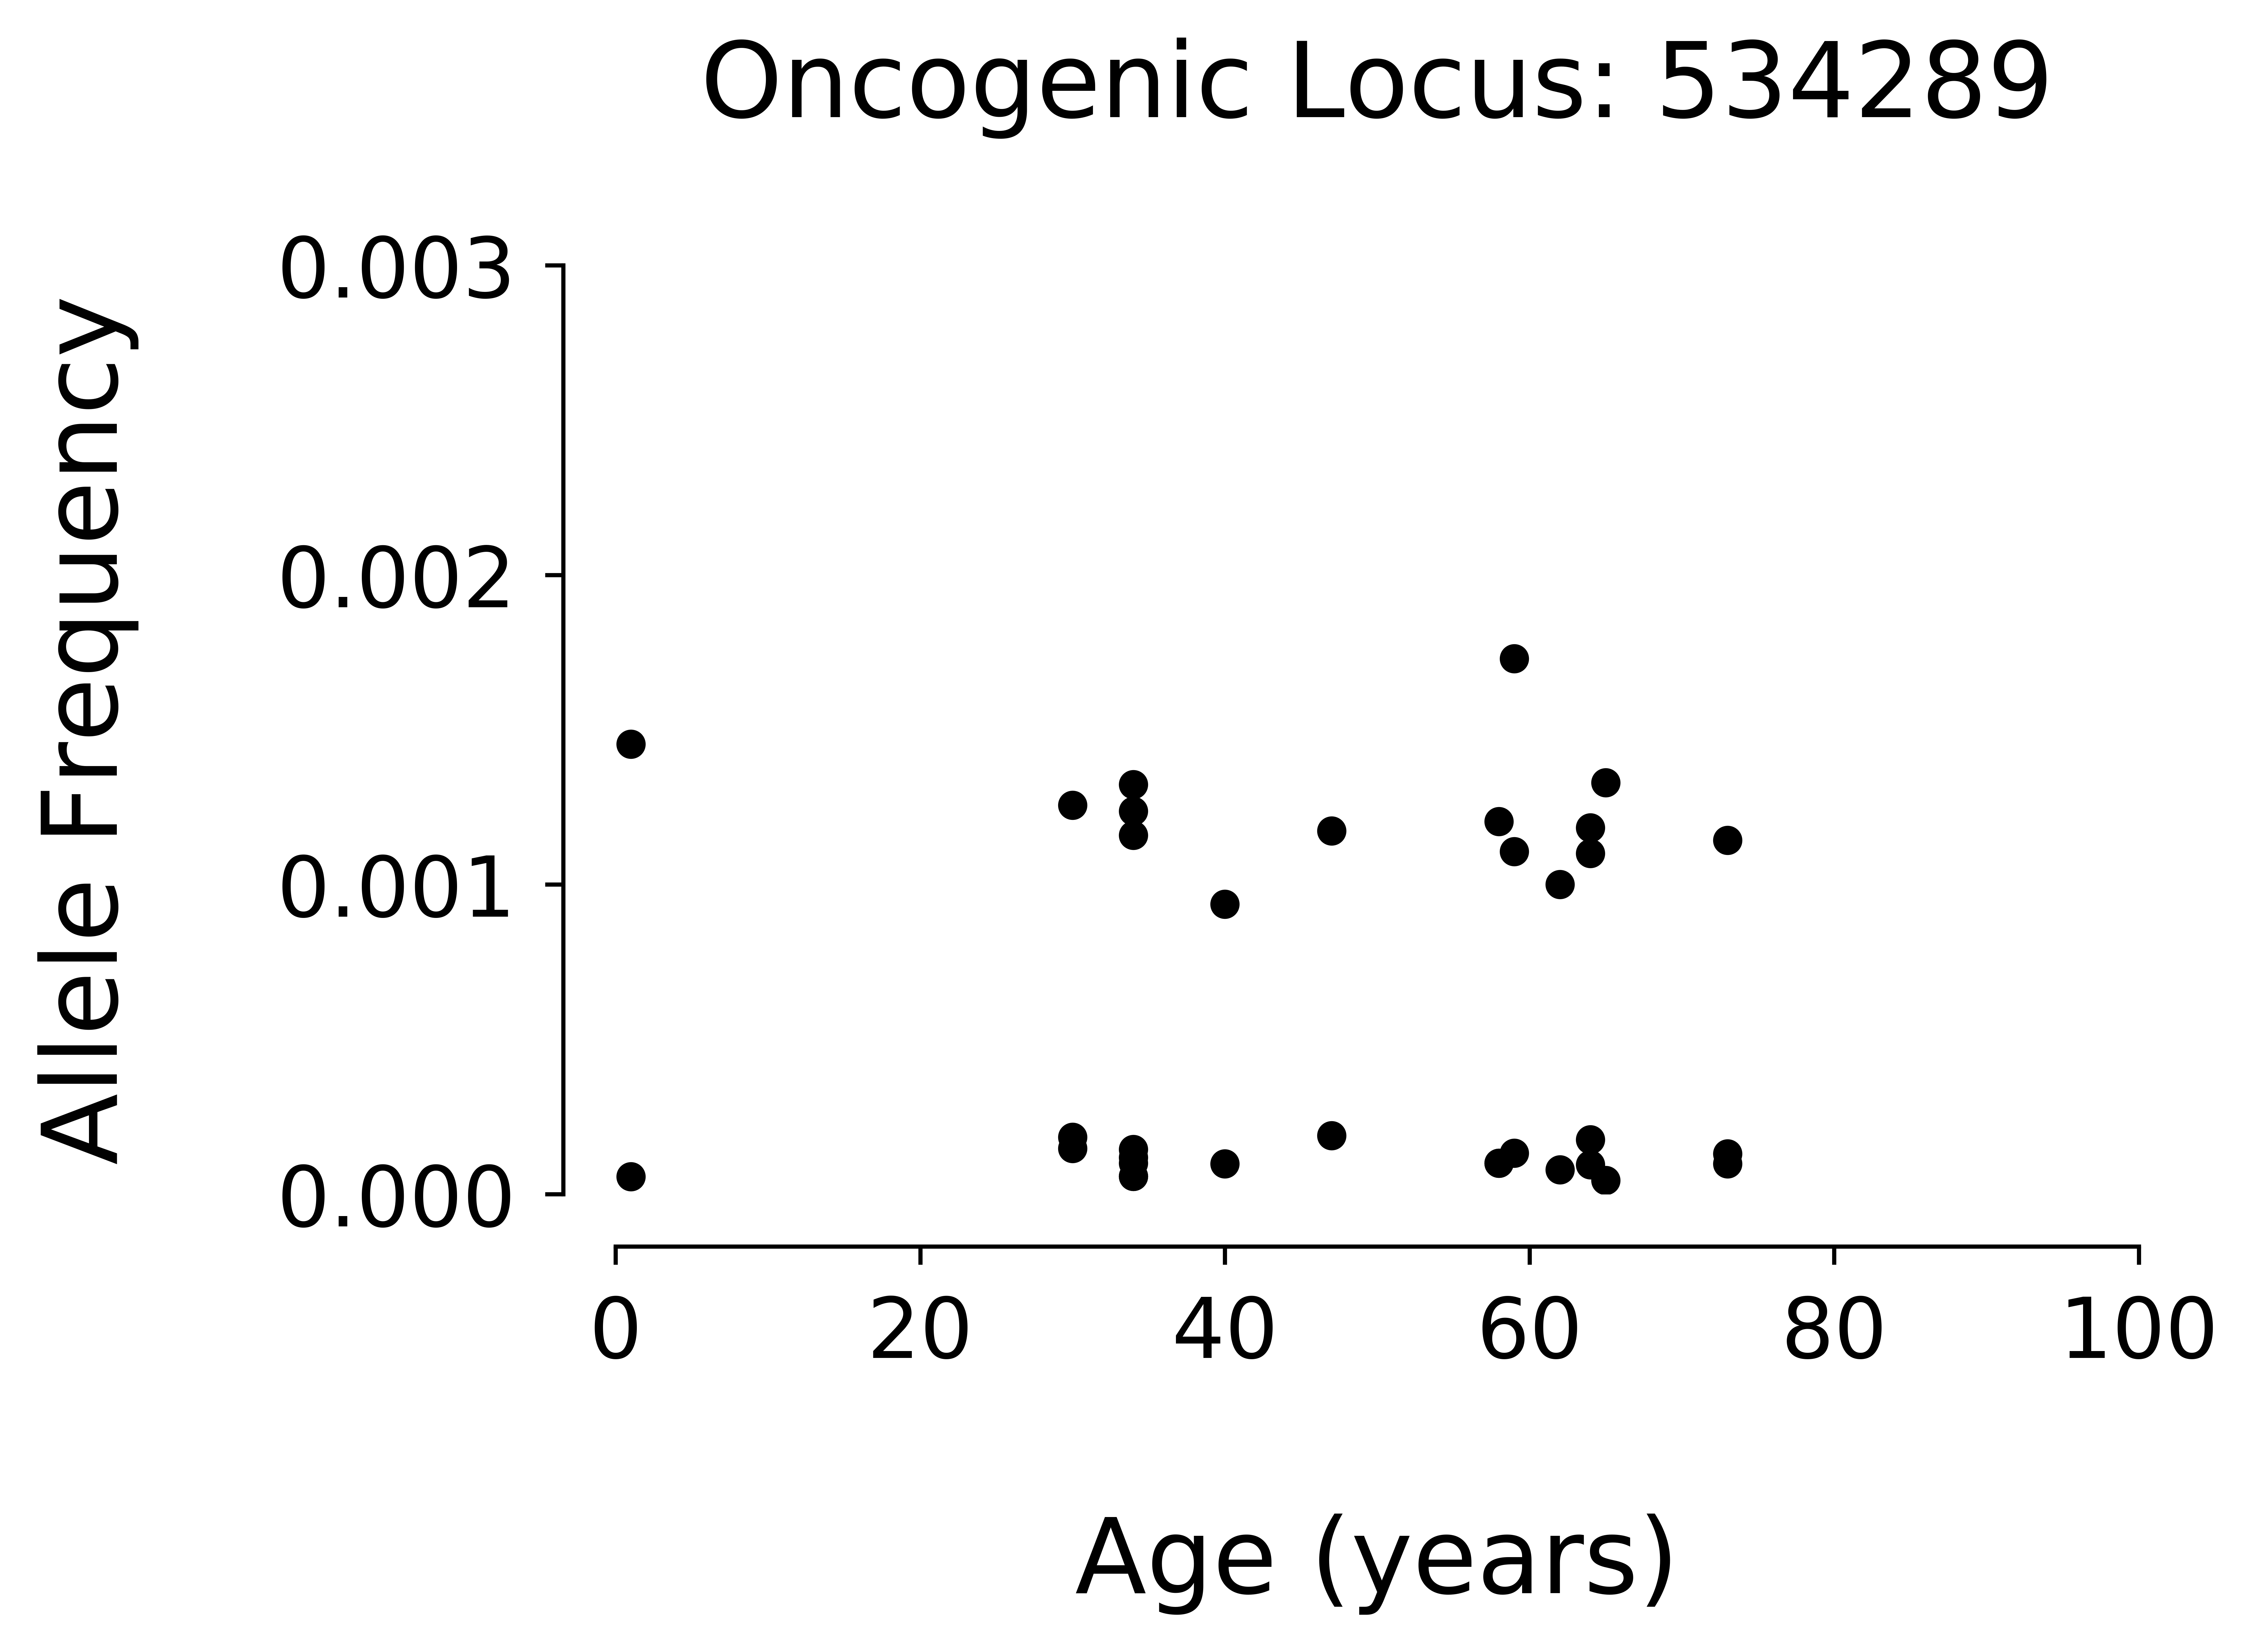 Oncogenic Locus: 534289
Allele Frequency
0.003
0.002
0.001
0.000
0 20 40 60 80 100
Age (years)